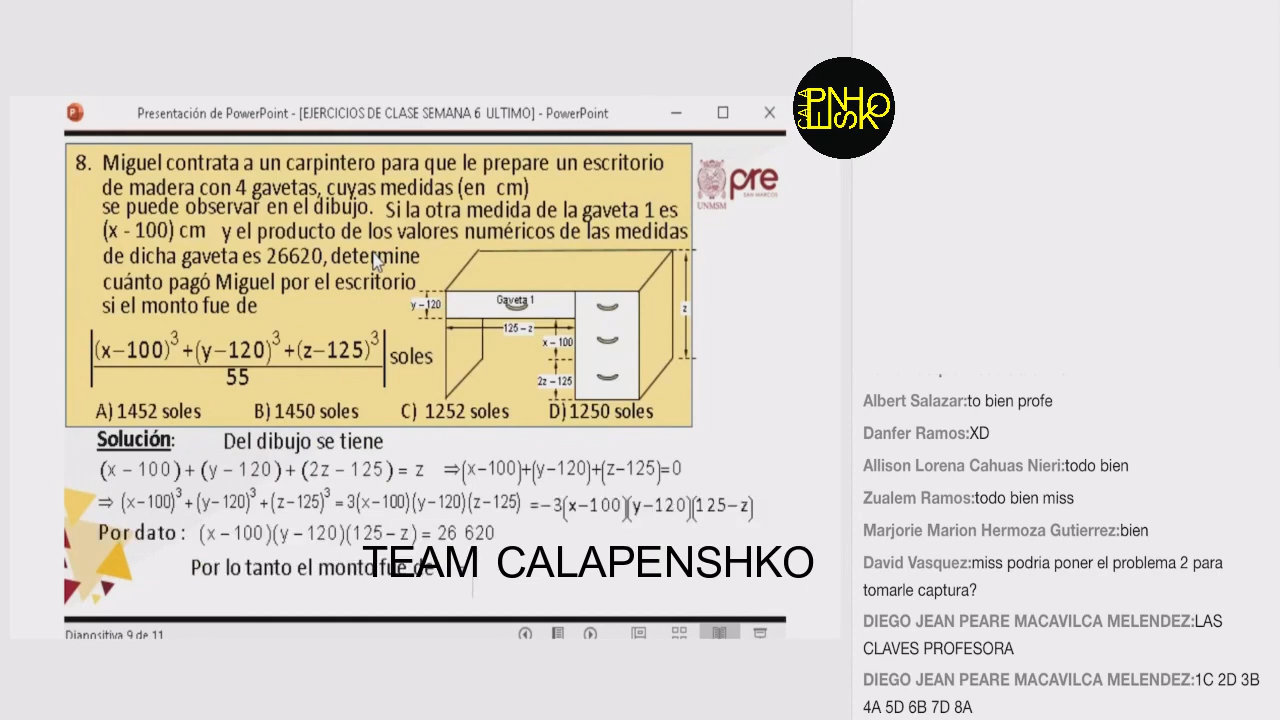 Presentación de PowerPoint - [EJERCICIOS DE CLASE SEMANA 6 ULTIMO] - PowerPoint
CALA
PNHO
ESK
8. Miguel contrata a un carpintero para que le prepare un escritorio
de madera con 4 gavetas, cuyas medidas (en cm)
se puede observar en el dibujo. Si la otra medida de la gaveta 1 es
(x - 100) cm y el producto de los valores numéricos de las medidas
de dicha gaveta es 26620, determine
cuánto pagó Miguel por el escritorio
si el monto fue de
|(x−100)³+(y−120)³+(z−125)³
55| soles
y−120
Gaveta 1
125−z
x−100
2z−125
z
pre
SAN MARCOS
UNMSM
A) 1452 soles B) 1450 soles C) 1252 soles D) 1250 soles
Solución: Del dibujo se tiene
(x − 100) + (y − 120) + (2z − 125) = z ⇒(x−100)+(y−120)+(z−125)=0
⇒ (x−100)³+(y−120)³+(z−125)³ =3(x−100)(y−120)(z−125) =−3(x−100)(y−120)(125−z)
Por dato : (x−100)(y−120)(125−z) = 26 620
Por lo tanto el monto fue de
TEAM CALAPENSHKO
Diapositiva 9 de 11
Albert Salazar:to bien profe
Danfer Ramos:XD
Allison Lorena Cahuas Nieri:todo bien
Zualem Ramos:todo bien miss
Marjorie Marion Hermoza Gutierrez:bien
David Vasquez:miss podria poner el problema 2 para
tomarle captura?
DIEGO JEAN PEARE MACAVILCA MELENDEZ:LAS
CLAVES PROFESORA
DIEGO JEAN PEARE MACAVILCA MELENDEZ:1C 2D 3B
4A 5D 6B 7D 8A